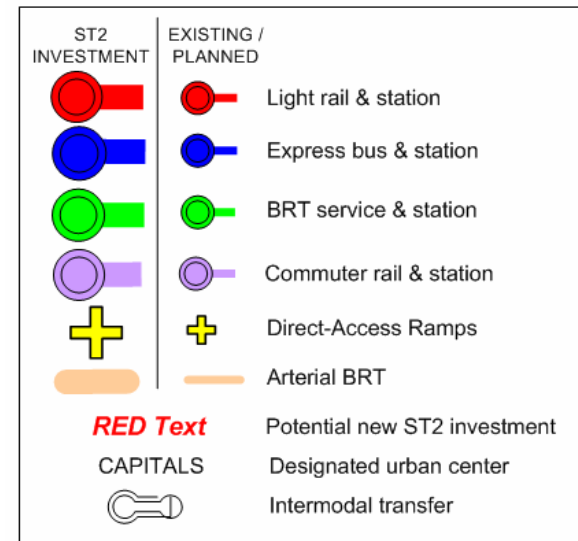 ST2
INVESTMENT
EXISTING /
PLANNED
Light rail & station
Express bus & station
BRT service & station
Commuter rail & station
Direct-Access Ramps
Arterial BRT
RED Text Potential new ST2 investment
CAPITALS Designated urban center
Intermodal transfer